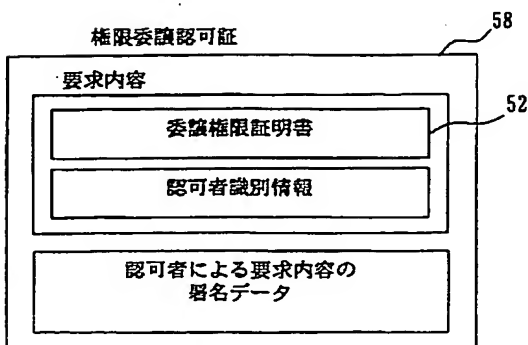 58
権限委譲認可証
要求内容
52
委譲権限証明書
認可者識別情報
認可者による要求内容の
署名データ